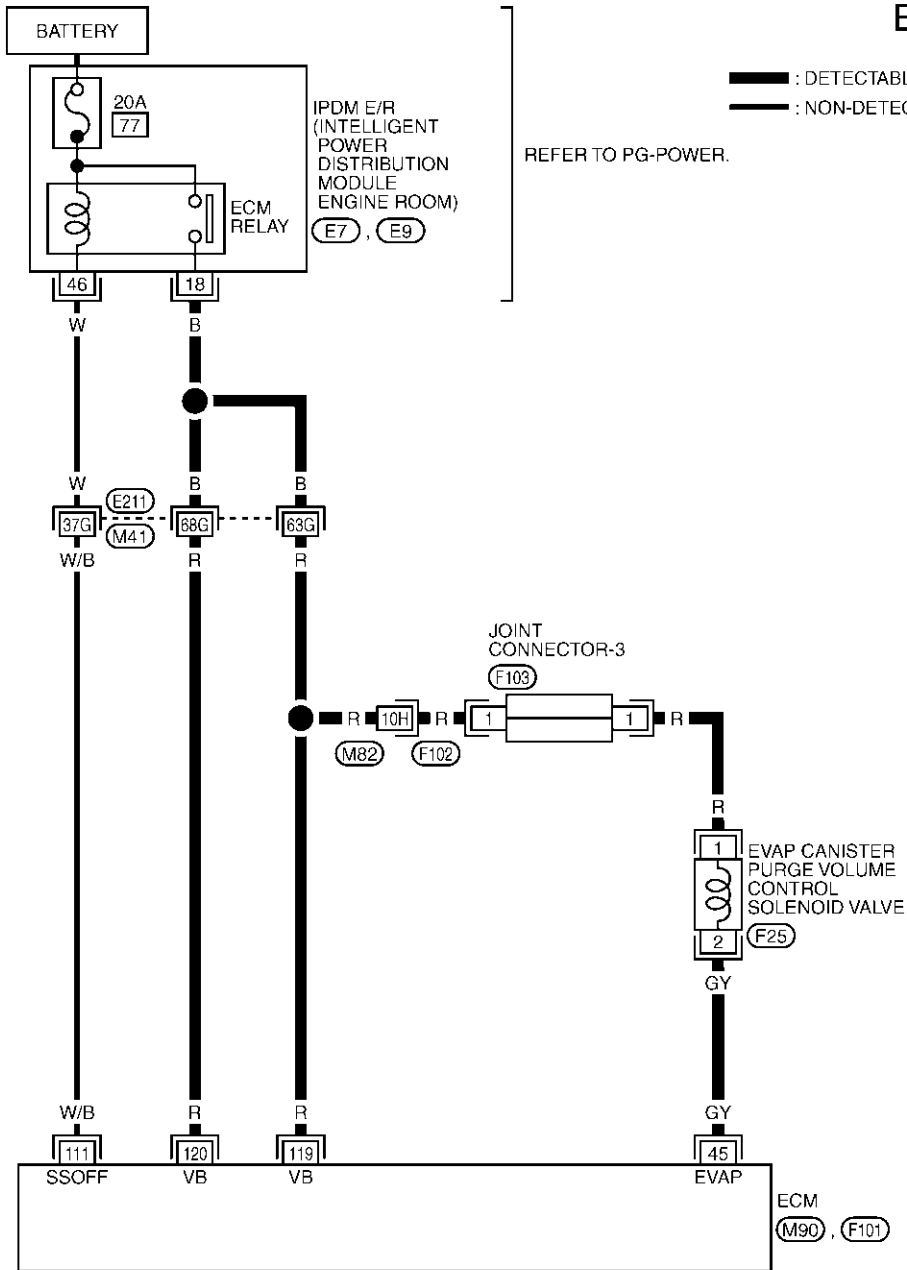 E
BATTERY
: DETECTABL
: NON-DETEC
20A
77
IPDM E/R
(INTELLIGENT
POWER
DISTRIBUTION
MODULE
ENGINE ROOM)
E7 , E9
REFER TO PG-POWER.
ECM
RELAY
46 18
W B
W B B
E211
37G 68G 63G
M41
W/B R R
JOINT
CONNECTOR-3
F103
R 10H R 1 1 R
M82 F102
R
1
EVAP CANISTER
PURGE VOLUME
CONTROL
SOLENOID VALVE
2
F25
GY
W/B R R GY
111 120 119 45
SSOFF VB VB EVAP
ECM
M90 , F101